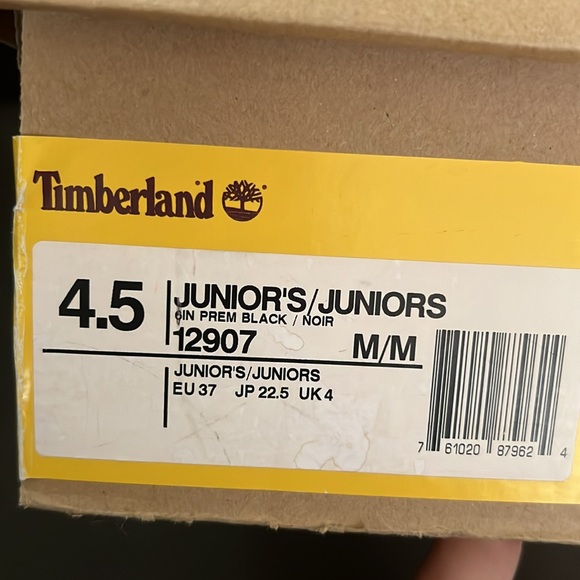 Timberland
4.5
JUNIOR'S/JUNIORS
6IN PREM BLACK / NOIR
12907 M/M
JUNIOR'S/JUNIORS
EU 37 JP 22.5 UK 4
7 61020 87962 4